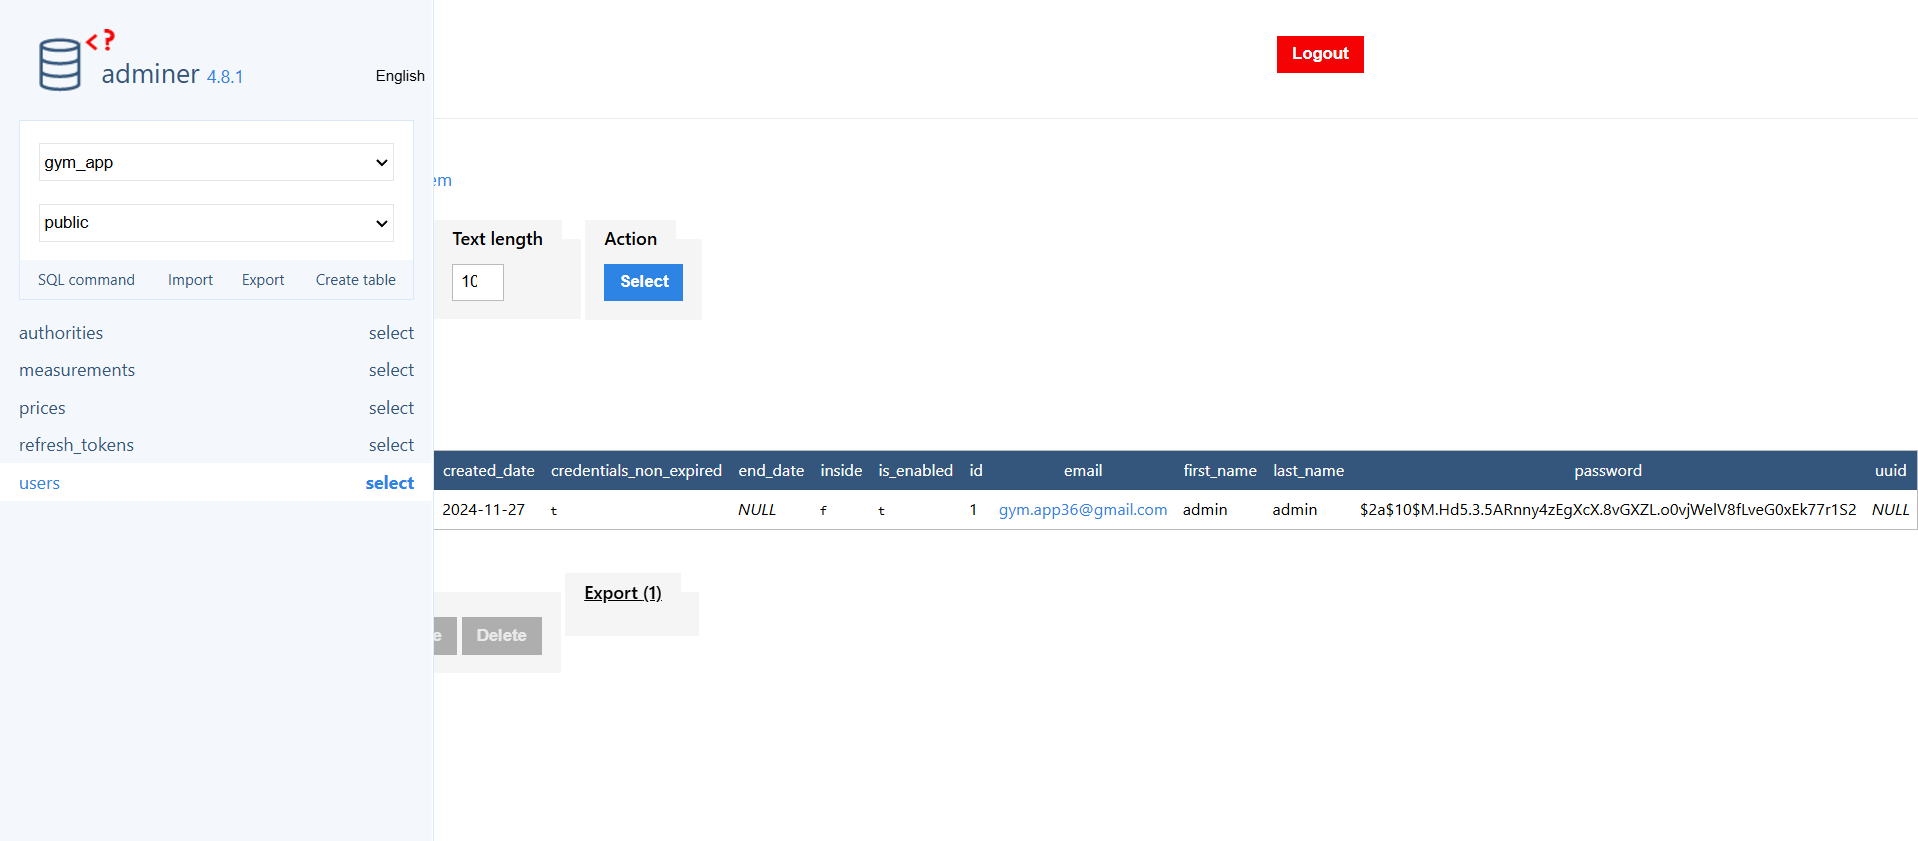 <?
adminer 4.8.1
English
Logout
gym_app
public
SQL command Import Export Create table
em
Text length
10
Action
Select
authorities select
measurements select
prices select
refresh_tokens select
users select
created_date credentials_non_expired end_date inside is_enabled id email first_name last_name password uuid
2024-11-27 t NULL f t 1 gym.app36@gmail.com admin admin $2a$10$M.Hd5.3.5ARnny4zEgXcX.8vGXZL.o0vjWelV8fLveG0xEk77r1S2 NULL
Export (1)
e Delete